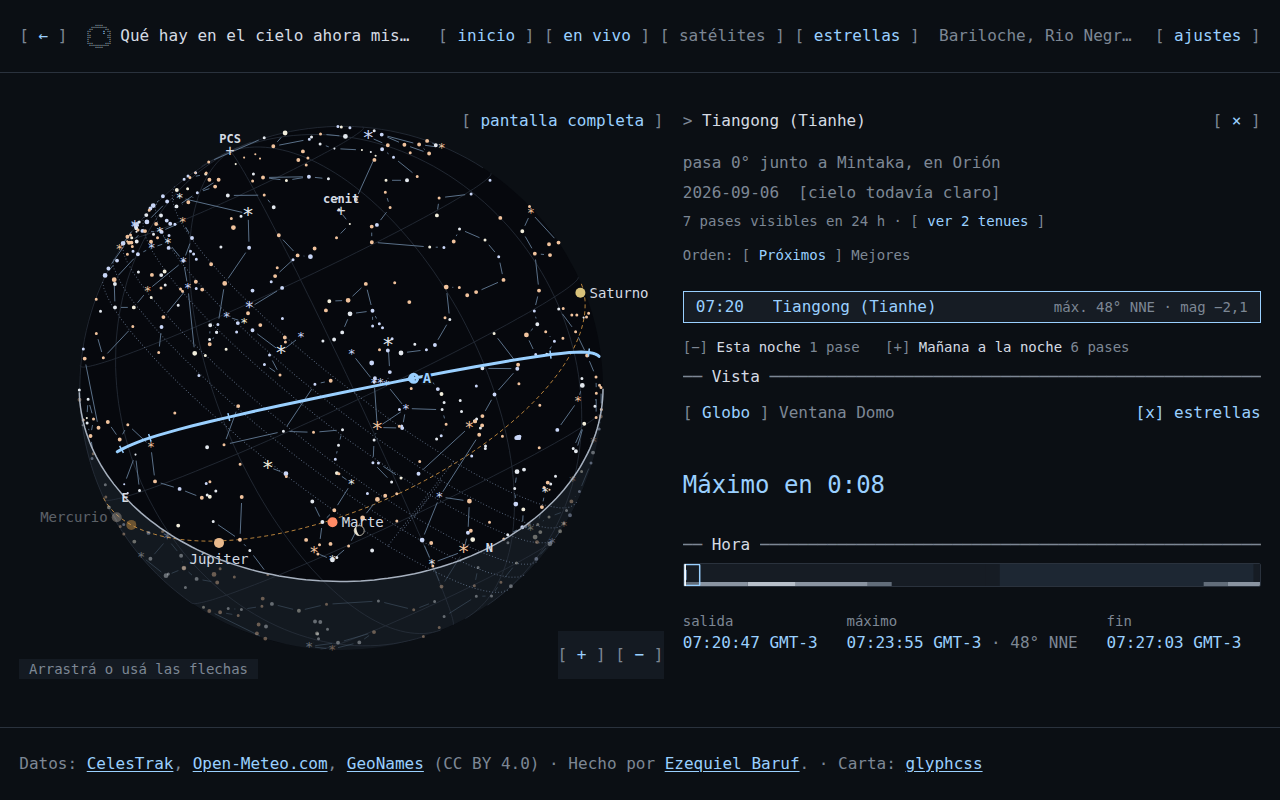 [ ← ] Qué hay en el cielo ahora mis… [ inicio ] [ en vivo ] [ satélites ] [ estrellas ] Bariloche, Rio Negr… [ ajustes ]
[ pantalla completa ]
PCS
cenit
Saturno
A
E
Mercurio
Marte
Júpiter
N
[ + ] [ − ]
Arrastrá o usá las flechas
> Tiangong (Tianhe) [ × ]
pasa 0° junto a Mintaka, en Orión
2026-09-06 [cielo todavía claro]
7 pases visibles en 24 h · [ ver 2 tenues ]
Orden: [ Próximos ] Mejores
07:20 Tiangong (Tianhe) máx. 48° NNE · mag −2,1
[−] Esta noche 1 pase [+] Mañana a la noche 6 pases
Vista
[ Globo ] Ventana Domo [x] estrellas
Máximo en 0:08
Hora
salida máximo fin
07:20:47 GMT-3 07:23:55 GMT-3 · 48° NNE 07:27:03 GMT-3
Datos: CelesTrak, Open-Meteo.com, GeoNames (CC BY 4.0) · Hecho por Ezequiel Baruf. · Carta: glyphcss